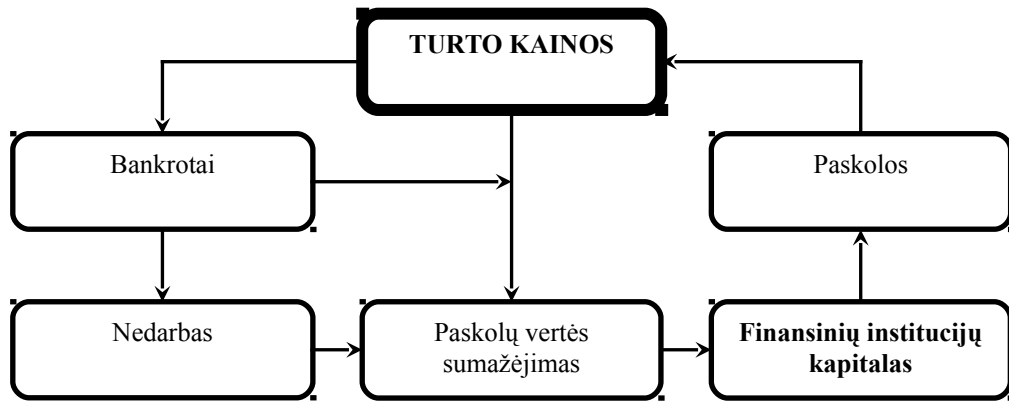 TURTO KAINOS
Bankrotai
Paskolos
Nedarbas
Paskolų vertės
sumažėjimas
Finansinių institucijų
kapitalas